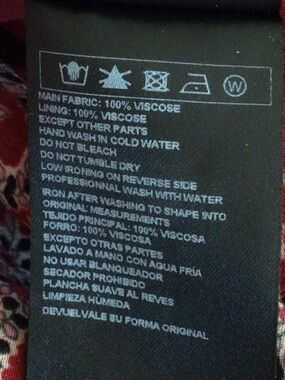 W
MAIN FABRIC: 100% VISCOSE
LINING: 100% VISCOSE
EXCEPT OTHER PARTS
HAND WASH IN COLD WATER
DO NOT BLEACH
DO NOT TUMBLE DRY
LOW IRONING ON REVERSE SIDE
PROFESSIONNAL WASH WITH WATER
IRON AFTER WASHING TO SHAPE INTO
ORIGINAL MEASUREMENTS
TEJIDO PRINCIPAL: 100% VISCOSA
FORRO: 100% VISCOSA
EXCEPTO OTRAS PARTES
LAVADO A MANO CON AGUA FRÍA
NO USAR BLANQUEADOR
SECADOR PROHIBIDO
PLANCHA SUAVE AL REVES
LIMPIEZA HÚMEDA
DEVUELVALE SU FORMA ORIGINAL